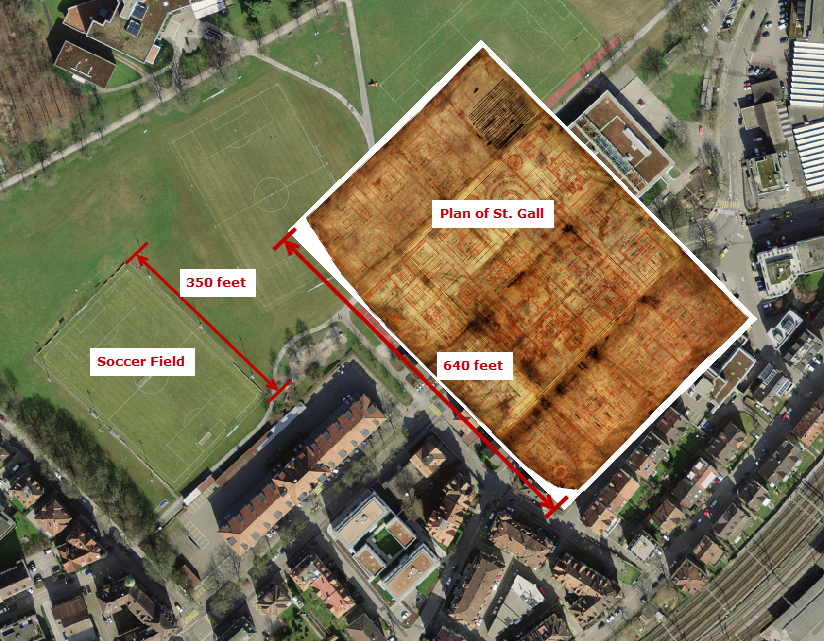 Plan of St. Gall
350 feet
Soccer Field
640 feet